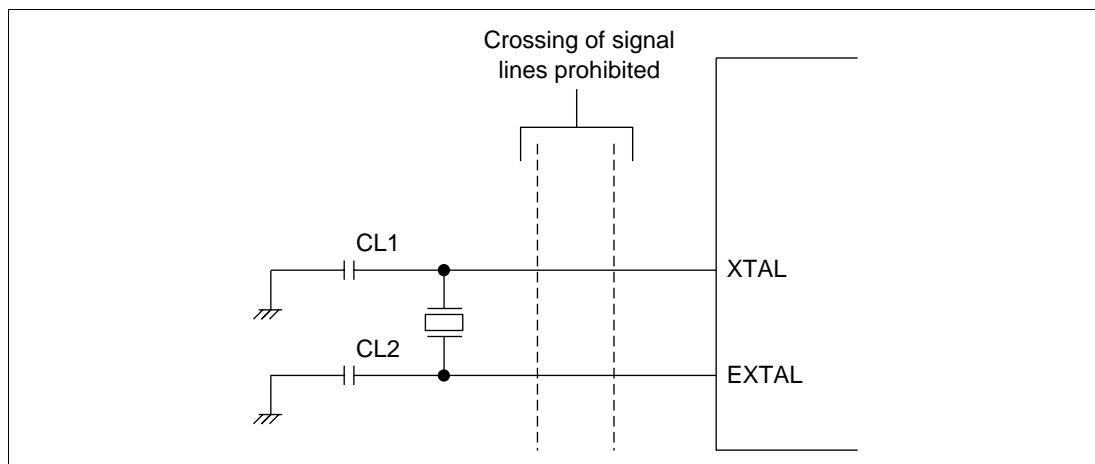 Crossing of signal
lines prohibited
CL1
XTAL
CL2
EXTAL